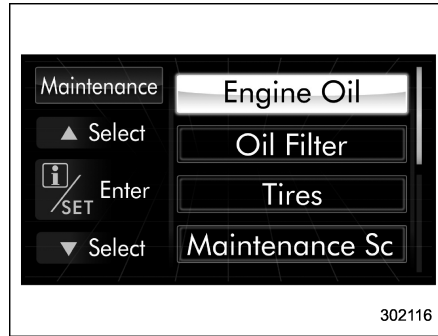 Maintenance
▲ Select
i/SET Enter
▼ Select
Engine Oil
Oil Filter
Tires
Maintenance Sc
302116